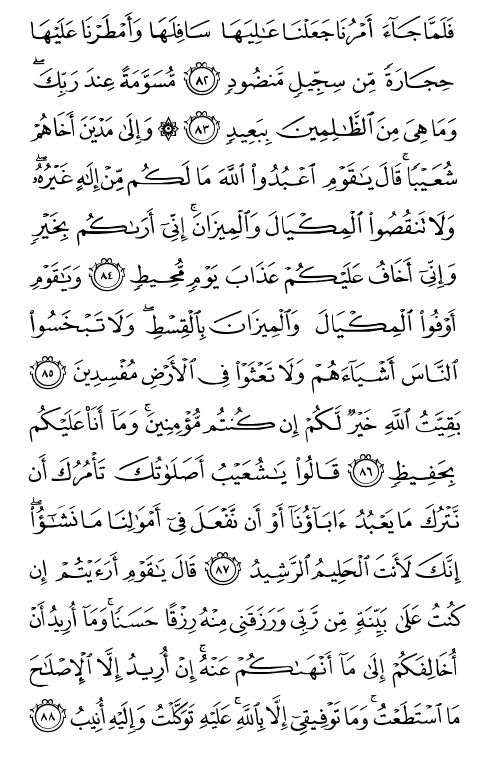 فَلَمَّا جَآءَ أَمْرُنَا جَعَلْنَا عَٰلِيَهَا سَافِلَهَا وَأَمْطَرْنَا عَلَيْهَا
حِجَارَةٗ مِّن سِجِّيلٖ مَّنضُودٖ ٨٢ مُّسَوَّمَةً عِندَ رَبِّكَۖ
وَمَا هِيَ مِنَ ٱلظَّٰلِمِينَ بِبَعِيدٖ ٨٣ ۞ وَإِلَىٰ مَدْيَنَ أَخَاهُمْ
شُعَيْبٗاۚ قَالَ يَٰقَوْمِ ٱعْبُدُوا۟ ٱللَّهَ مَا لَكُم مِّنْ إِلَٰهٍ غَيْرُهُۥۖ
وَلَا تَنقُصُوا۟ ٱلْمِكْيَالَ وَٱلْمِيزَانَۚ إِنِّيٓ أَرَىٰكُم بِخَيْرٖ
وَإِنِّيٓ أَخَافُ عَلَيْكُمْ عَذَابَ يَوْمٖ مُّحِيطٖ ٨٤ وَيَٰقَوْمِ
أَوْفُوا۟ ٱلْمِكْيَالَ وَٱلْمِيزَانَ بِٱلْقِسْطِۖ وَلَا تَبْخَسُوا۟
ٱلنَّاسَ أَشْيَآءَهُمْ وَلَا تَعْثَوْا۟ فِي ٱلْأَرْضِ مُفْسِدِينَ ٨٥
بَقِيَّتُ ٱللَّهِ خَيْرٞ لَّكُمْ إِن كُنتُم مُّؤْمِنِينَۚ وَمَآ أَنَا۠ عَلَيْكُم
بِحَفِيظٖ ٨٦ قَالُوا۟ يَٰشُعَيْبُ أَصَلَوٰتُكَ تَأْمُرُكَ أَن
نَّتْرُكَ مَا يَعْبُدُ ءَابَآؤُنَآ أَوْ أَن نَّفْعَلَ فِيٓ أَمْوَٰلِنَا مَا نَشَٰٓؤُا۟ۖ
إِنَّكَ لَأَنتَ ٱلْحَلِيمُ ٱلرَّشِيدُ ٨٧ قَالَ يَٰقَوْمِ أَرَءَيْتُمْ إِن
كُنتُ عَلَىٰ بَيِّنَةٖ مِّن رَّبِّي وَرَزَقَنِي مِنْهُ رِزْقًا حَسَنٗاۚ وَمَآ أُرِيدُ أَنْ
أُخَالِفَكُمْ إِلَىٰ مَآ أَنْهَىٰكُمْ عَنْهُۚ إِنْ أُرِيدُ إِلَّا ٱلْإِصْلَٰحَ
مَا ٱسْتَطَعْتُۚ وَمَا تَوْفِيقِيٓ إِلَّا بِٱللَّهِۚ عَلَيْهِ تَوَكَّلْتُ وَإِلَيْهِ أُنِيبُ ٨٨